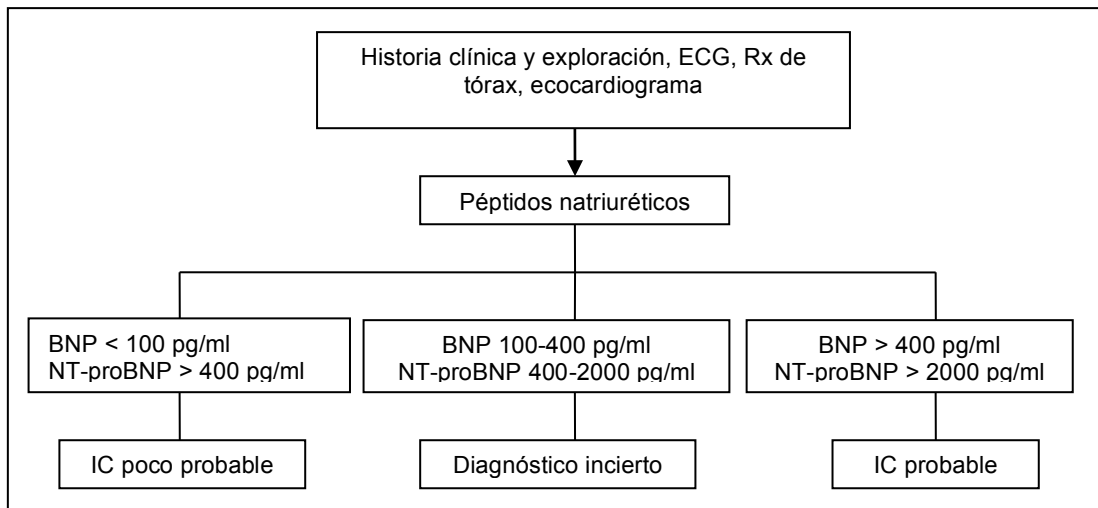 Historia clínica y exploración, ECG, Rx de
tórax, ecocardiograma
Péptidos natriuréticos
BNP < 100 pg/ml
NT-proBNP > 400 pg/ml
BNP 100-400 pg/ml
NT-proBNP 400-2000 pg/ml
BNP > 400 pg/ml
NT-proBNP > 2000 pg/ml
IC poco probable
Diagnóstico incierto
IC probable